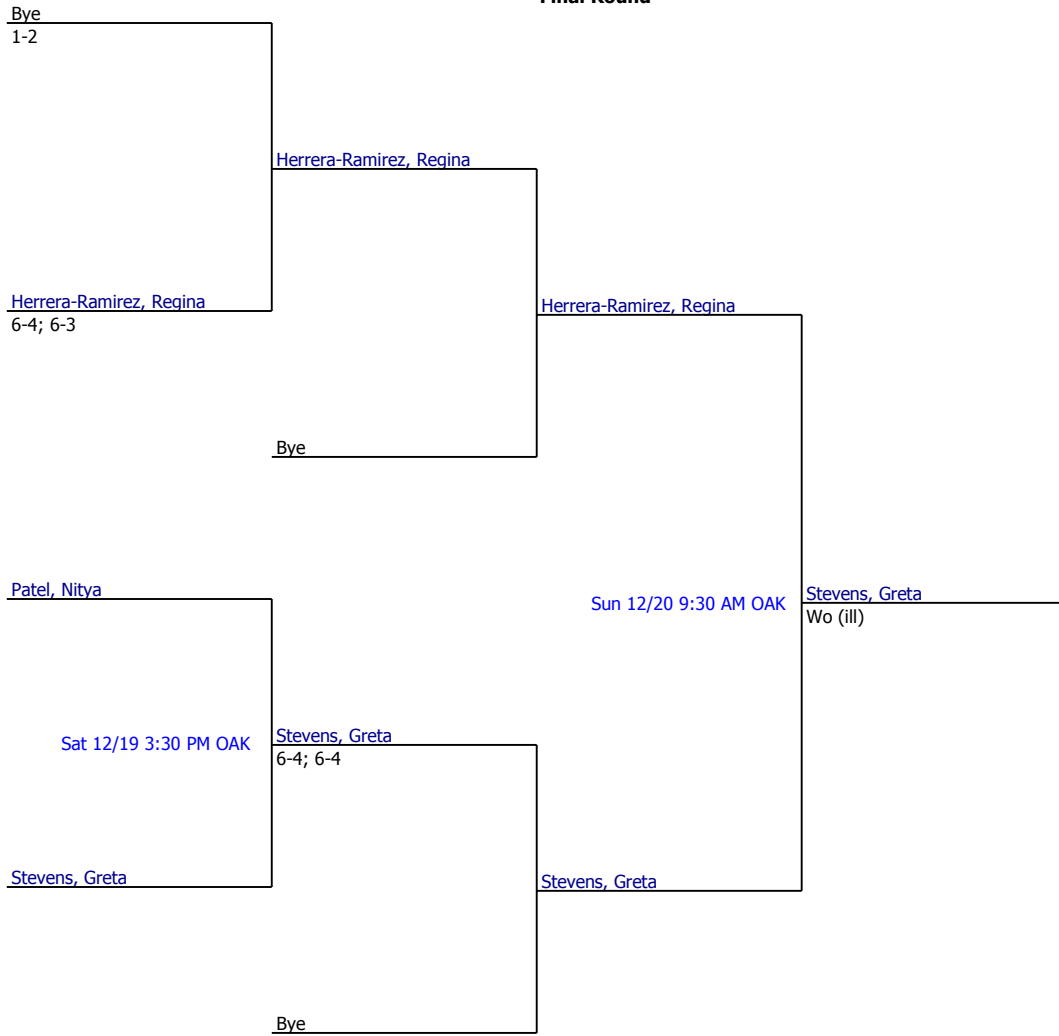 Final Round
Bye
1-2
Herrera-Ramirez, Regina
Herrera-Ramirez, Regina
6-4; 6-3
Herrera-Ramirez, Regina
Bye
Patel, Nitya
Sun 12/20 9:30 AM OAK
Stevens, Greta
Wo (ill)
Sat 12/19 3:30 PM OAK
Stevens, Greta
6-4; 6-4
Stevens, Greta
Stevens, Greta
Bye